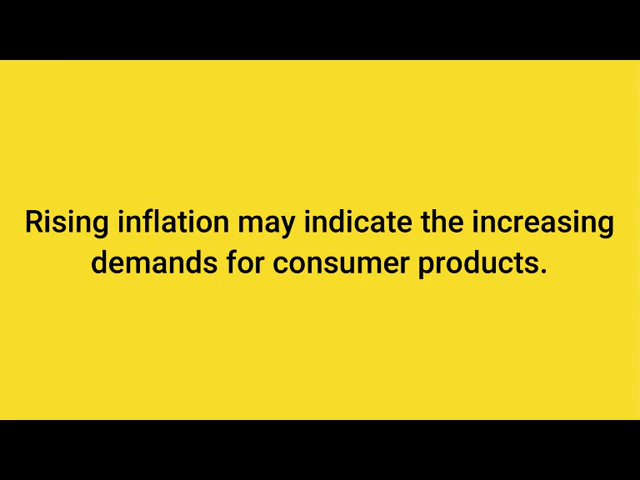 Rising inflation may indicate the increasing
demands for consumer products.